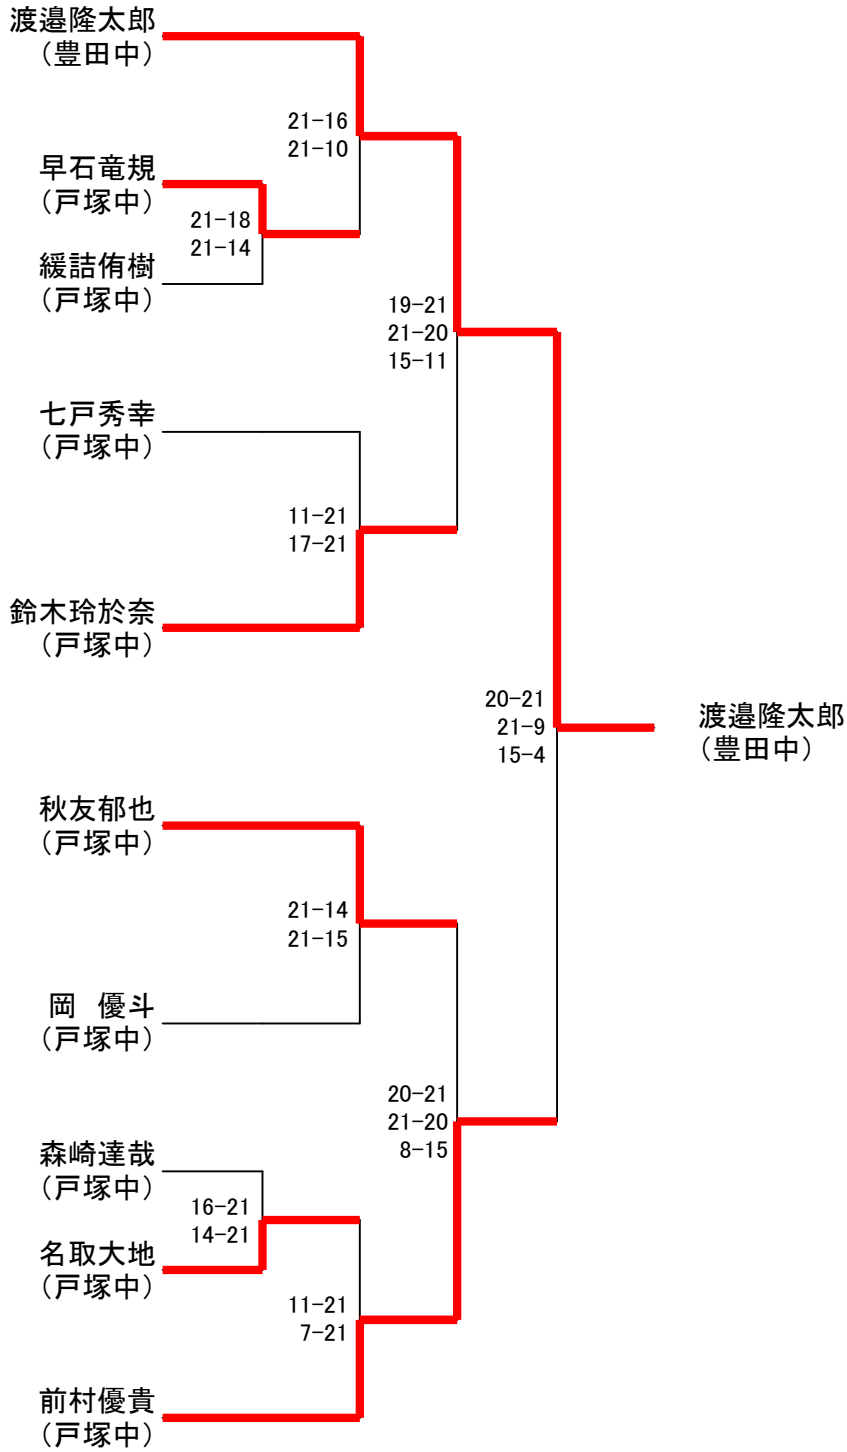 渡邉隆太郎
（豊田中）
21-16
21-10
早石竜規
（戸塚中）
21-18
21-14
緩詰侑樹
（戸塚中）
19-21
21-20
15-11
七戸秀幸
（戸塚中）
11-21
17-21
鈴木玲於奈
（戸塚中）
20-21
21-9
15-4
渡邉隆太郎
（豊田中）
秋友郁也
（戸塚中）
21-14
21-15
岡　優斗
（戸塚中）
20-21
21-20
8-15
森崎達哉
（戸塚中）
16-21
14-21
名取大地
（戸塚中）
11-21
7-21
前村優貴
（戸塚中）